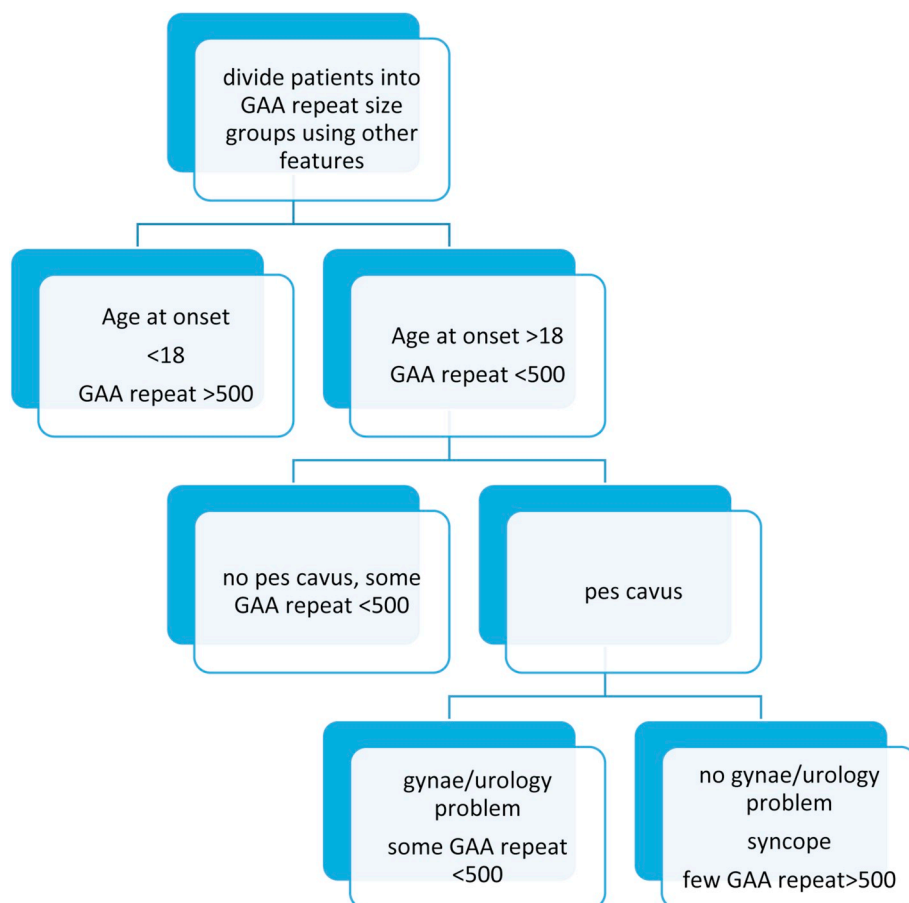 divide patients into
GAA repeat size
groups using other
features
Age at onset
<18
GAA repeat >500
Age at onset >18
GAA repeat <500
no pes cavus, some
GAA repeat <500
pes cavus
gynae/urology
problem
some GAA repeat
<500
no gynae/urology
problem
syncope
few GAA repeat>500